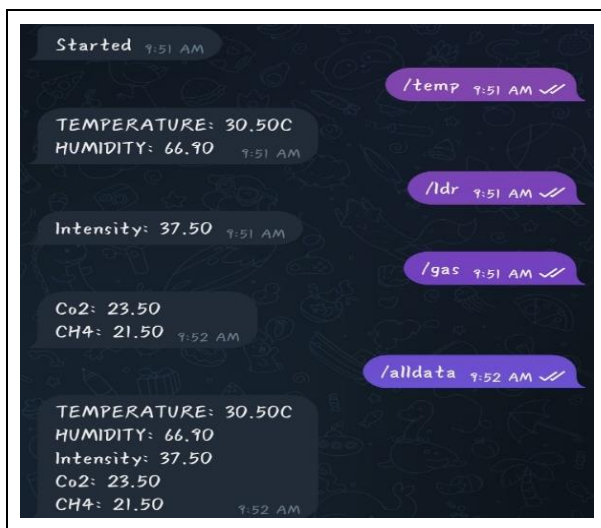 Started 9:51 AM
/temp 9:51 AM
TEMPERATURE: 30.50C
HUMIDITY: 66.90 9:51 AM
/ldr 9:51 AM
Intensity: 37.50 9:51 AM
/gas 9:51 AM
Co2: 23.50
CH4: 21.50 9:52 AM
/alldata 9:52 AM
TEMPERATURE: 30.50C
HUMIDITY: 66.90
Intensity: 37.50
Co2: 23.50
CH4: 21.50 9:52 AM